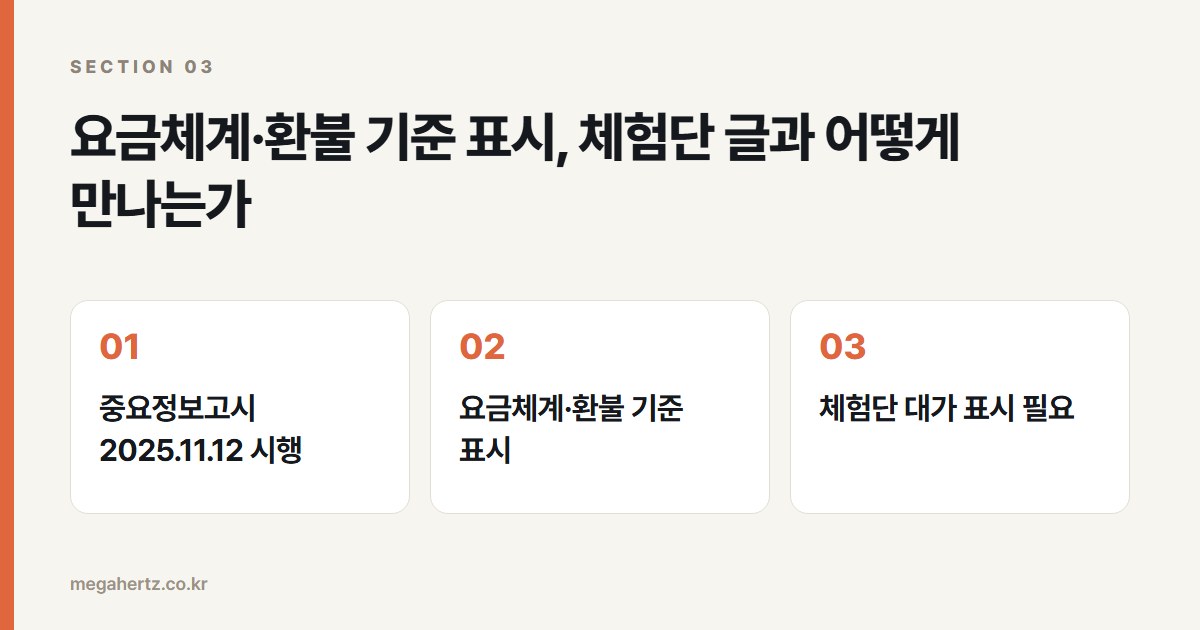 SECTION 03
요금체계·환불 기준 표시, 체험단 글과 어떻게
만나는가
01
중요정보고시
2025.11.12 시행
02
요금체계·환불 기준
표시
03
체험단 대가 표시 필요
megahertz.co.kr